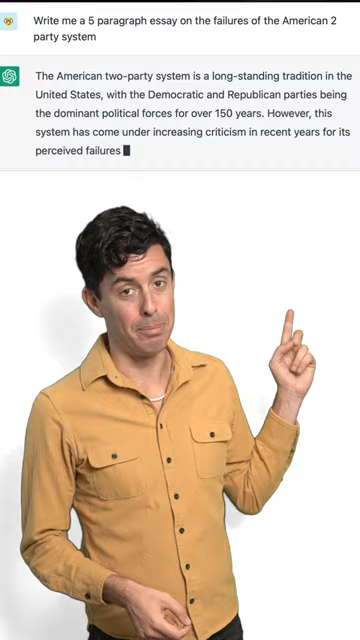 Write me a 5 paragraph essay on the failures of the American 2
party system
The American two-party system is a long-standing tradition in the
United States, with the Democratic and Republican parties being
the dominant political forces for over 150 years. However, this
system has come under increasing criticism in recent years for its
perceived failures